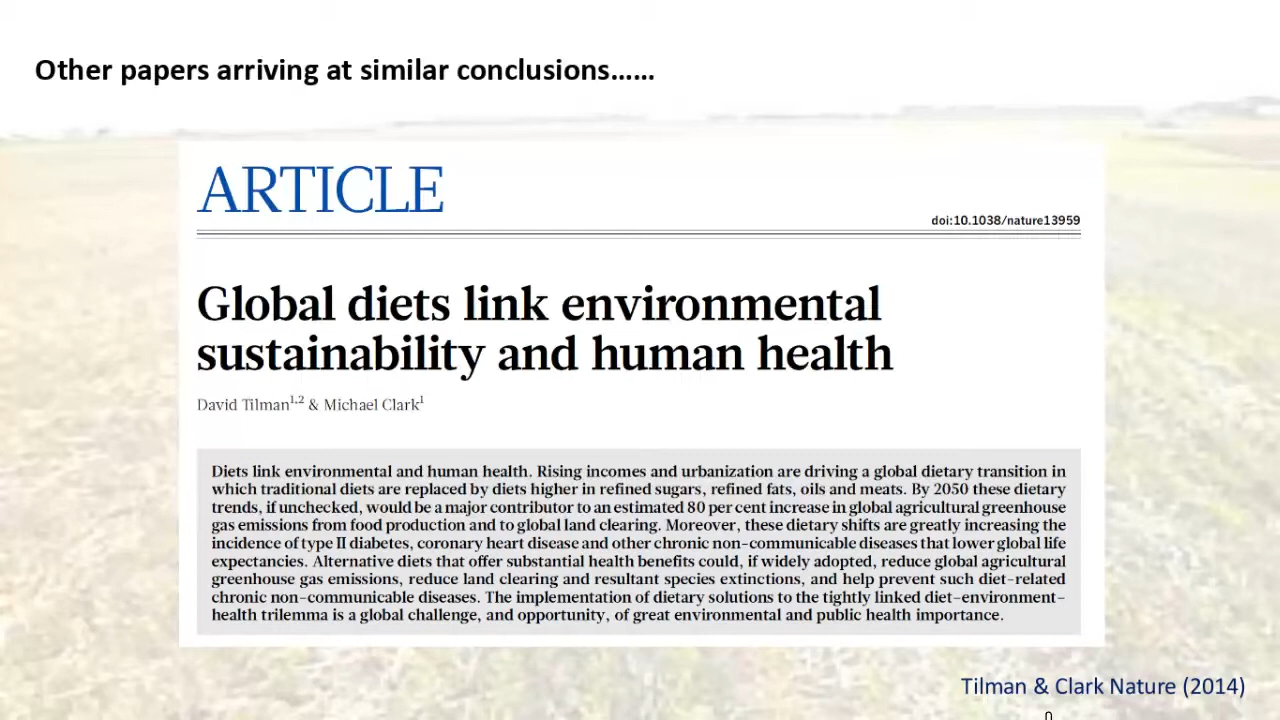 Other papers arriving at similar conclusions......
ARTICLE
doi:10.1038/nature13959
Global diets link environmental
sustainability and human health
David Tilman1,2 & Michael Clark1
Diets link environmental and human health. Rising incomes and urbanization are driving a global dietary transition in
which traditional diets are replaced by diets higher in refined sugars, refined fats, oils and meats. By 2050 these dietary
trends, if unchecked, would be a major contributor to an estimated 80 per cent increase in global agricultural greenhouse
gas emissions from food production and to global land clearing. Moreover, these dietary shifts are greatly increasing the
incidence of type II diabetes, coronary heart disease and other chronic non-communicable diseases that lower global life
expectancies. Alternative diets that offer substantial health benefits could, if widely adopted, reduce global agricultural
greenhouse gas emissions, reduce land clearing and resultant species extinctions, and help prevent such diet-related
chronic non-communicable diseases. The implementation of dietary solutions to the tightly linked diet–environment–
health trilemma is a global challenge, and opportunity, of great environmental and public health importance.
Tilman & Clark Nature (2014)